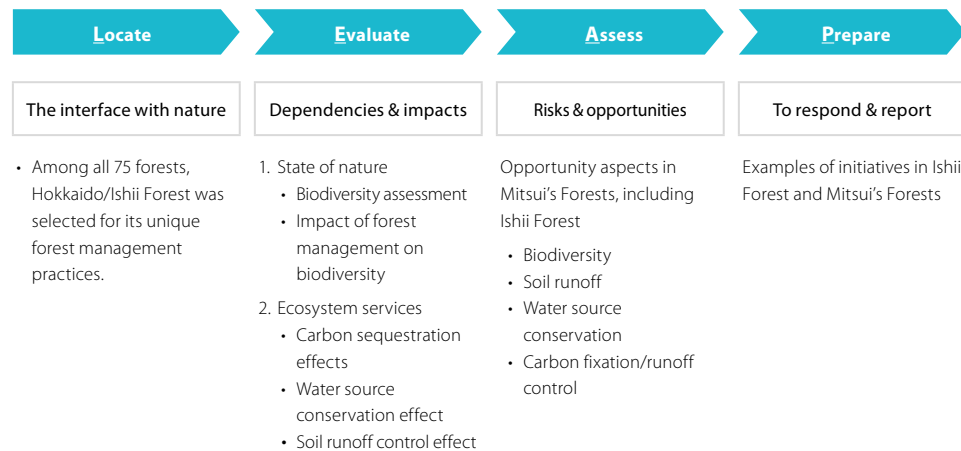 Locate
The interface with nature
• Among all 75 forests,
Hokkaido/Ishii Forest was
selected for its unique
forest management
practices.
Evaluate
Dependencies & impacts
1. State of nature
• Biodiversity assessment
• Impact of forest
management on
biodiversity
2. Ecosystem services
• Carbon sequestration
effects
• Water source
conservation effect
• Soil runoff control effect
Assess
Risks & opportunities
Opportunity aspects in
Mitsui's Forests, including
Ishii Forest
• Biodiversity
• Soil runoff
• Water source
conservation
• Carbon fixation/runoff
control
Prepare
To respond & report
Examples of initiatives in Ishii
Forest and Mitsui's Forests